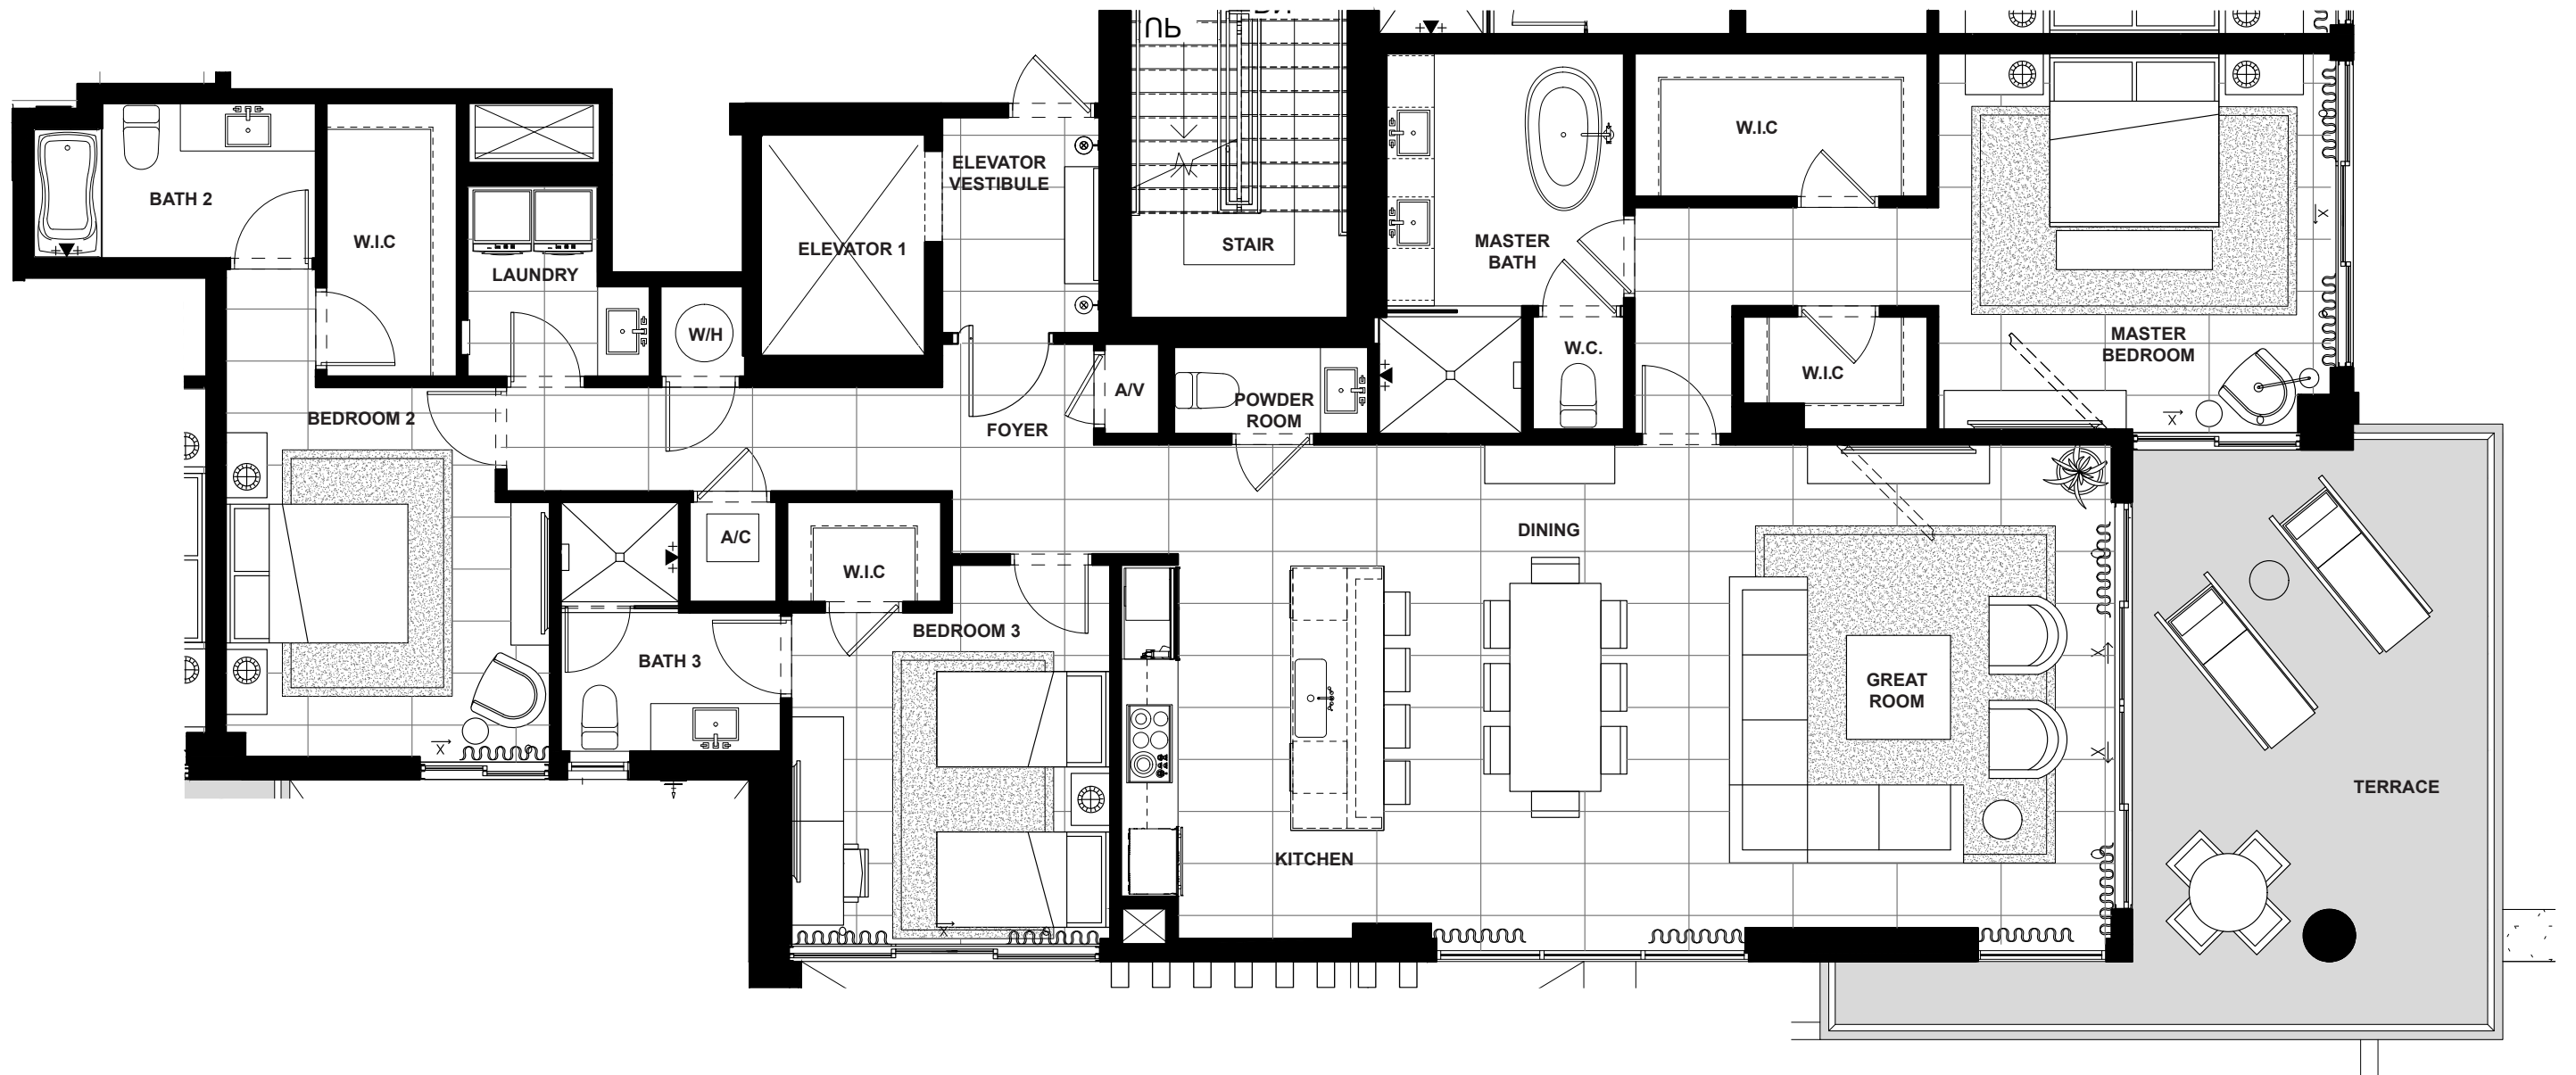 UP
BATH 2
W.I.C
LAUNDRY
W/H
ELEVATOR 1
ELEVATOR
VESTIBULE
STAIR
MASTER
BATH
W.I.C
W.C.
W.I.C
MASTER
BEDROOM
BEDROOM 2
FOYER
A/V
POWDER
ROOM
A/C
W.I.C
BATH 3
BEDROOM 3
DINING
KITCHEN
GREAT
ROOM
TERRACE
X
X
X
X
X
X